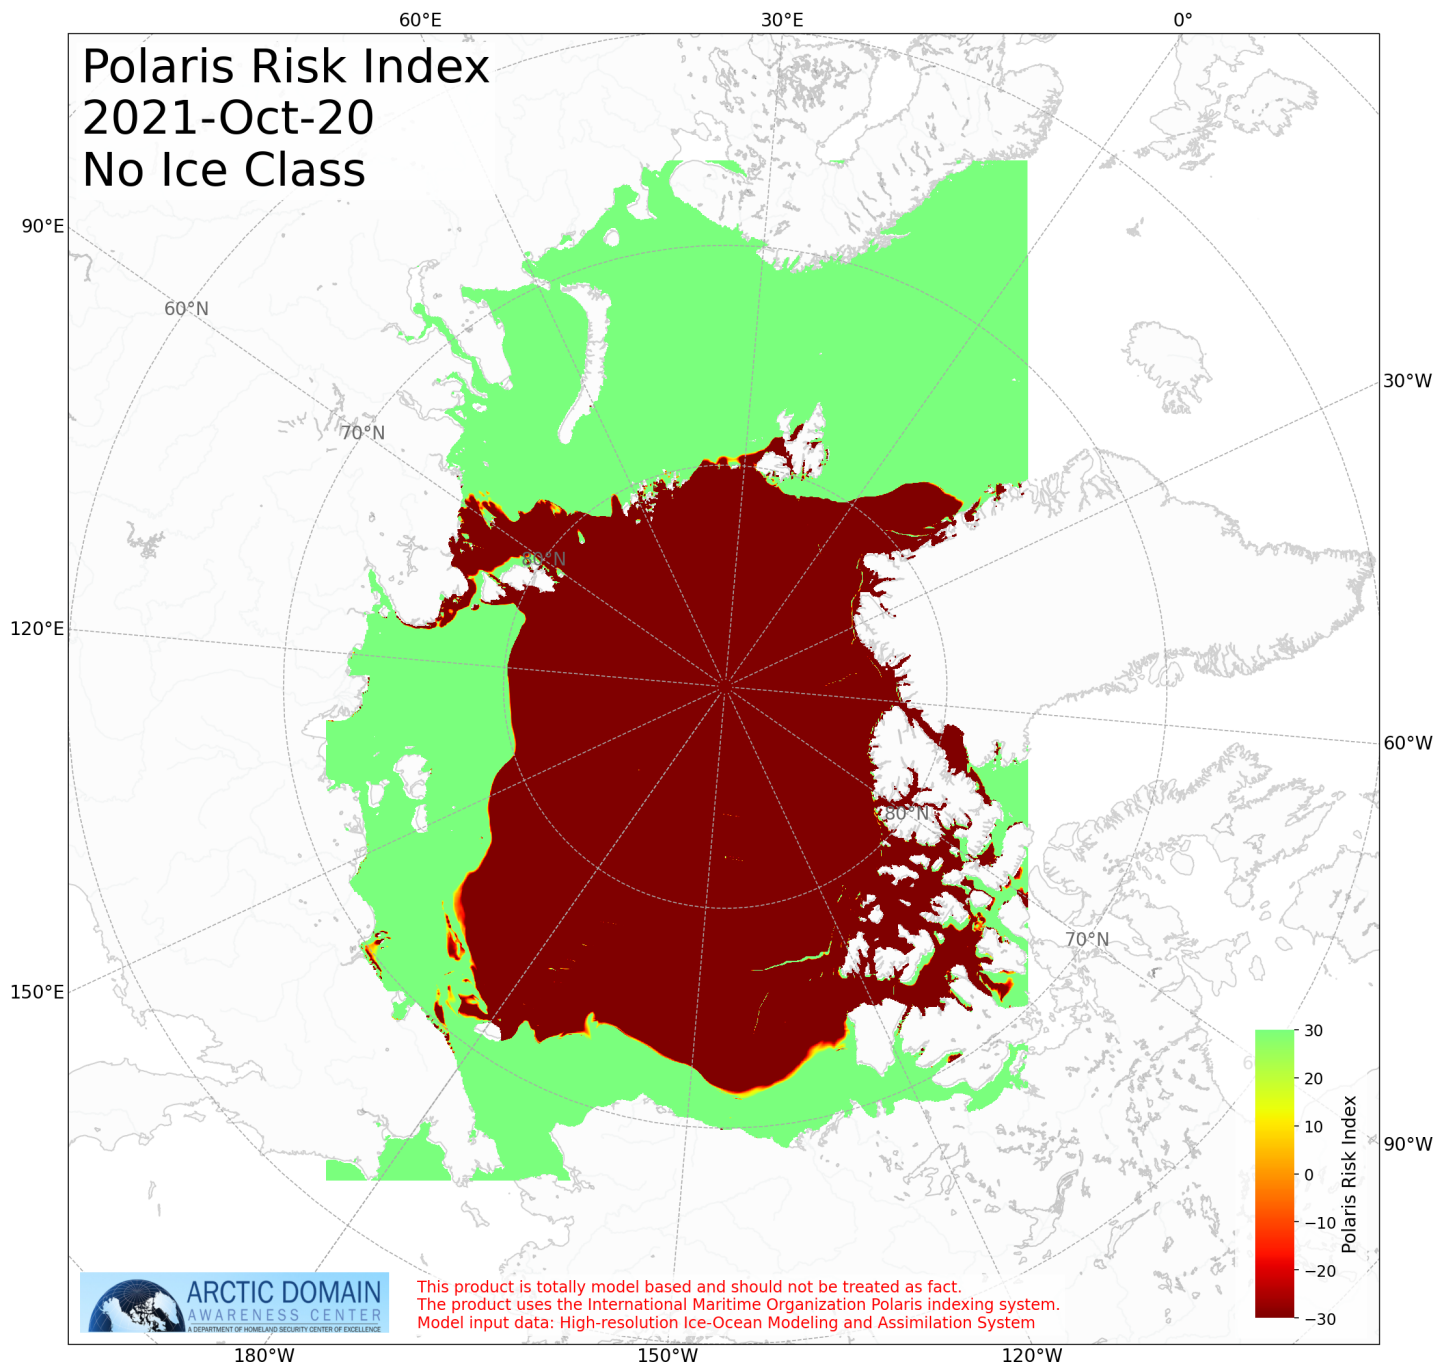 60°E
30°E
0°
Polaris Risk Index
2021-Oct-20
No Ice Class
90°E
60°N
30°W
70°N
80°N
120°E
60°W
80°N
70°N
150°E
30
20
10
0
−10
−20
−30
Polaris Risk Index
90°W
ARCTIC DOMAIN
AWARENESS CENTER
A DEPARTMENT OF HOMELAND SECURITY CENTER OF EXCELLENCE
This product is totally model based and should not be treated as fact.
The product uses the International Maritime Organization Polaris indexing system.
Model input data: High-resolution Ice-Ocean Modeling and Assimilation System
180°W
150°W
120°W